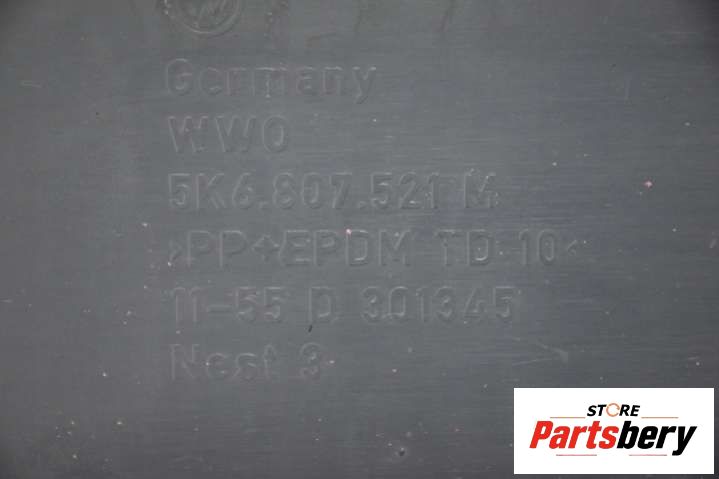 Germany
WWO
5K6.807.521 M
>PP+EPDM TD 10<
11-55 D 301345
Nest 3
STORE
Partsbery